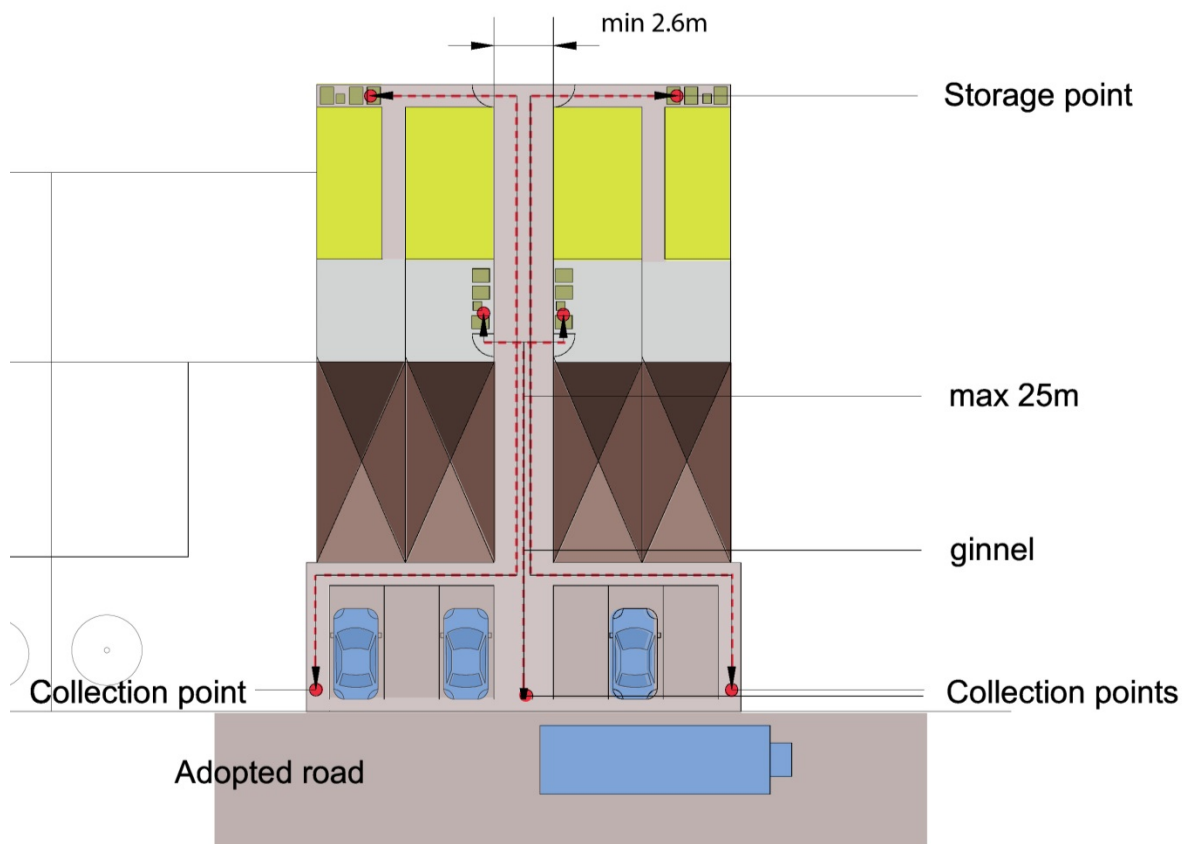 min 2.6m
Storage point
max 25m
ginnel
Collection point
Collection points
Adopted road